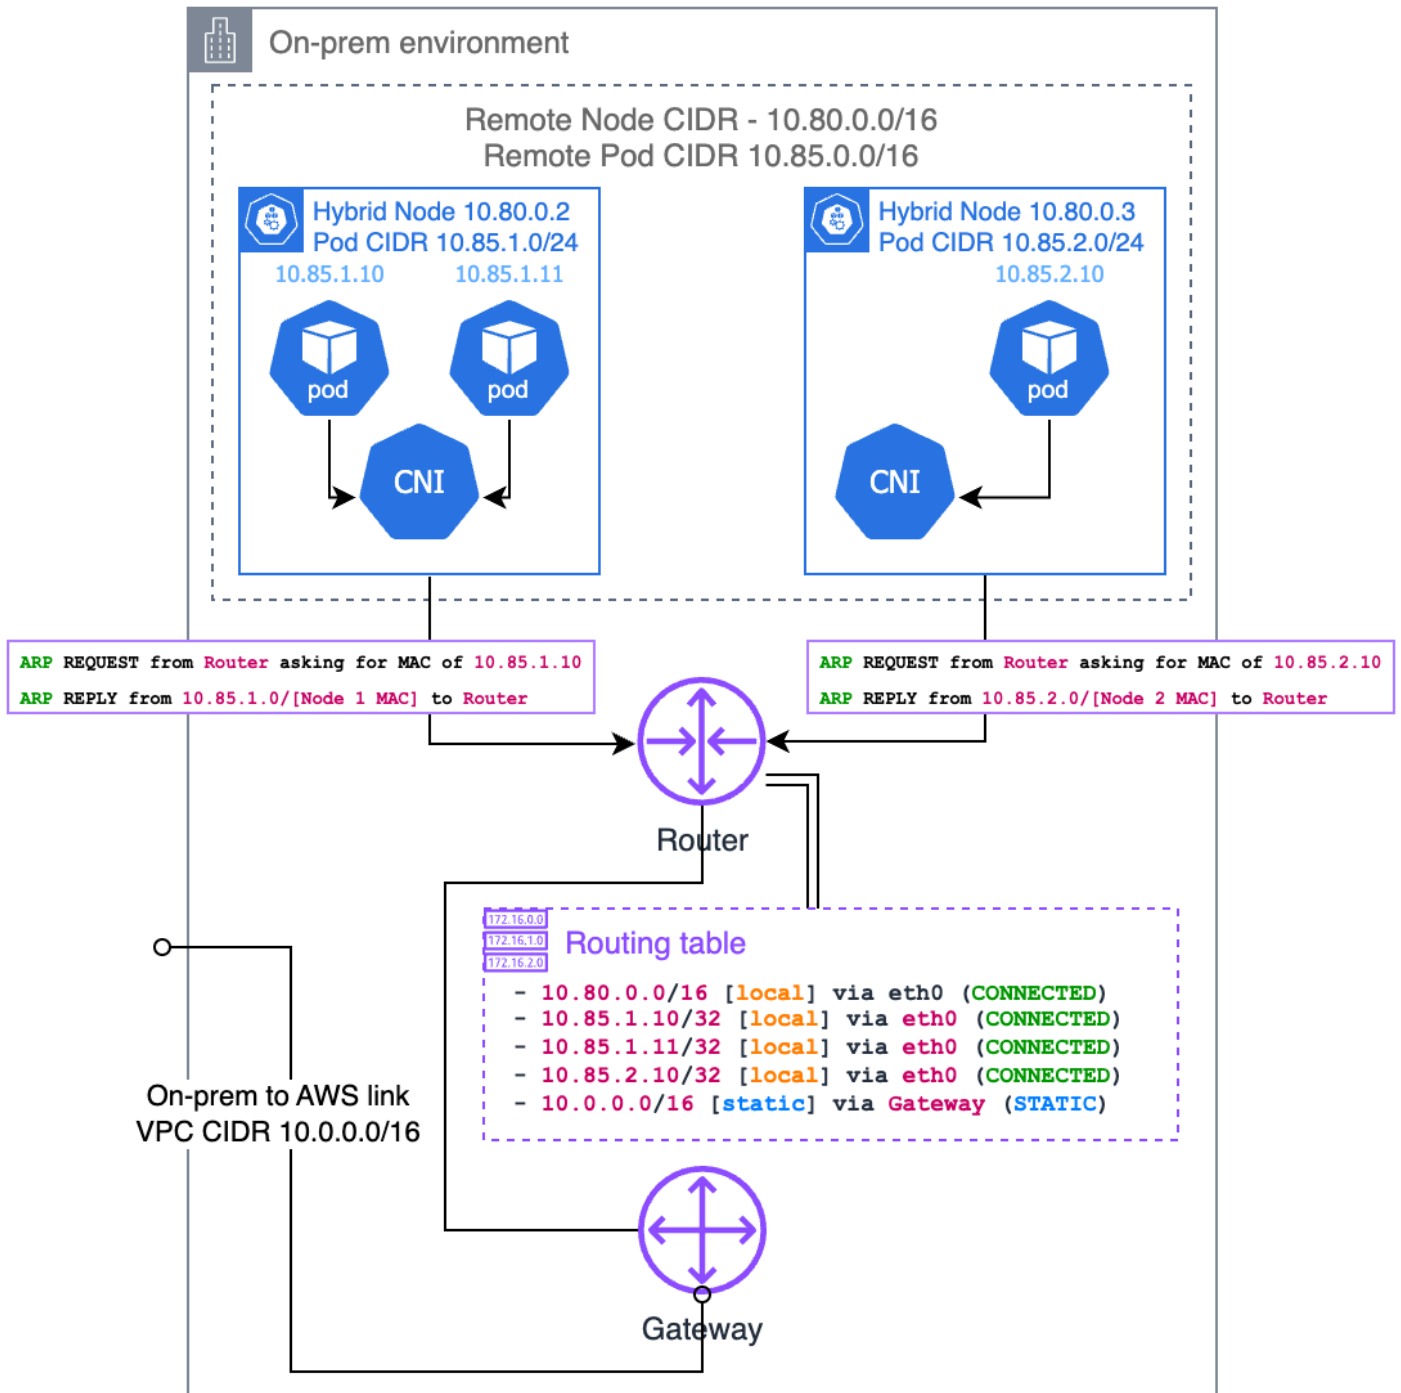 On-prem environment
Remote Node CIDR - 10.80.0.0/16
Remote Pod CIDR 10.85.0.0/16
Hybrid Node 10.80.0.2
Pod CIDR 10.85.1.0/24
10.85.1.10
10.85.1.11
pod
pod
CNI
Hybrid Node 10.80.0.3
Pod CIDR 10.85.2.0/24
10.85.2.10
pod
CNI
ARP REQUEST from Router asking for MAC of 10.85.1.10
ARP REPLY from 10.85.1.0/[Node 1 MAC] to Router
ARP REQUEST from Router asking for MAC of 10.85.2.10
ARP REPLY from 10.85.2.0/[Node 2 MAC] to Router
Router
172.16.0.0
172.16.1.0
172.16.2.0
Routing table
- 10.80.0.0/16 [local] via eth0 (CONNECTED)
- 10.85.1.10/32 [local] via eth0 (CONNECTED)
- 10.85.1.11/32 [local] via eth0 (CONNECTED)
- 10.85.2.10/32 [local] via eth0 (CONNECTED)
- 10.0.0.0/16 [static] via Gateway (STATIC)
On-prem to AWS link
VPC CIDR 10.0.0.0/16
Gateway